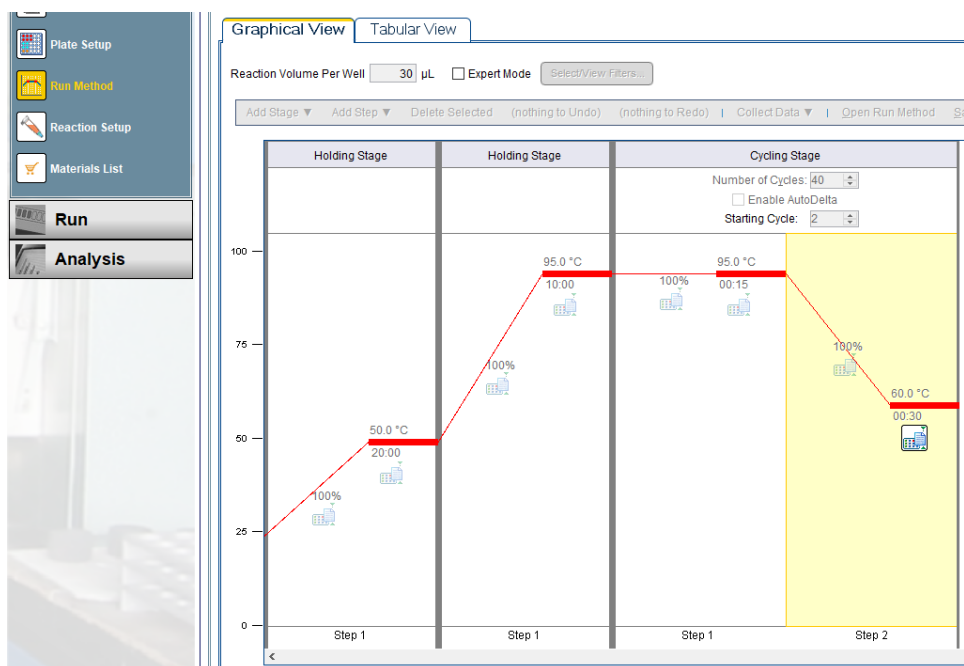 Plate Setup
Run Method
Reaction Setup
Materials List
Run
Analysis
Graphical View Tabular View
Reaction Volume Per Well 30 µL Expert Mode Select/View Filters...
Add Stage ▼ Add Step ▼ Delete Selected (nothing to Undo) (nothing to Redo) | Collect Data ▼ | Open Run Method
Holding Stage Holding Stage Cycling Stage
Number of Cycles: 40
Enable AutoDelta
Starting Cycle: 2
100
95.0 °C 95.0 °C
100% 10:00 00:15
75
100% 100%
60.0 °C
00:30
50.0 °C
50
20:00
100%
25
0
Step 1 Step 1 Step 1 Step 2